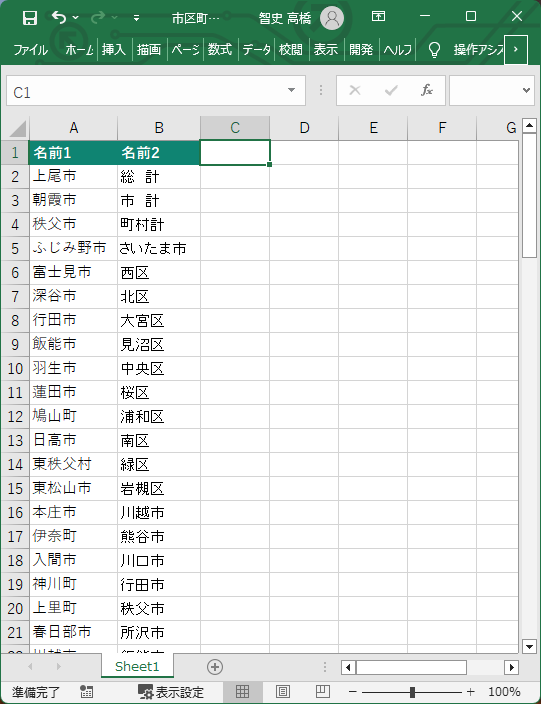 市区町… 智史 高橋
ファイル ホーム 挿入 描画 ページ 数式 データ 校閲 表示 開発 ヘルプ 操作アシス
C1 fx
A B C D E F G
1 名前1 名前2
2 上尾市 総 計
3 朝霞市 市 計
4 秩父市 町村計
5 ふじみ野市 さいたま市
6 富士見市 西区
7 深谷市 北区
8 行田市 大宮区
9 飯能市 見沼区
10 羽生市 中央区
11 蓮田市 桜区
12 鳩山町 浦和区
13 日高市 南区
14 東秩父村 緑区
15 東松山市 岩槻区
16 本庄市 川越市
17 伊奈町 熊谷市
18 入間市 川口市
19 神川町 行田市
20 上里町 秩父市
21 春日部市 所沢市
Sheet1
準備完了 表示設定 100%